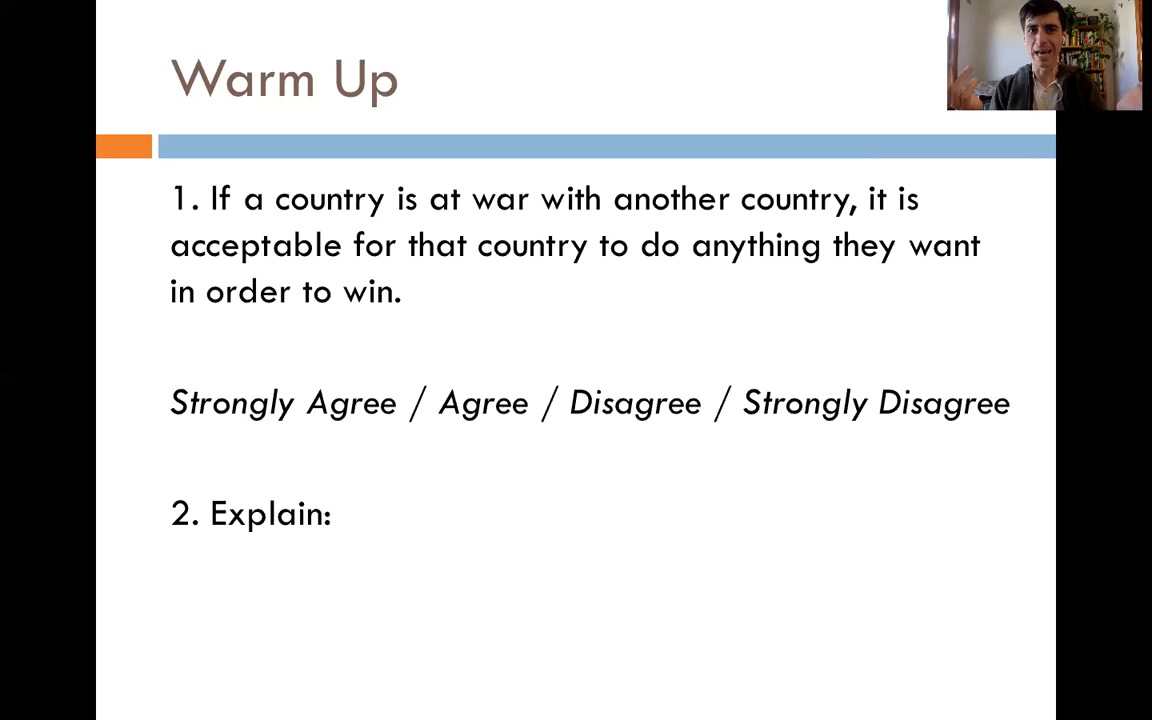 Warm Up
1. If a country is at war with another country, it is
acceptable for that country to do anything they want
in order to win.
Strongly Agree / Agree / Disagree / Strongly Disagree
2. Explain: